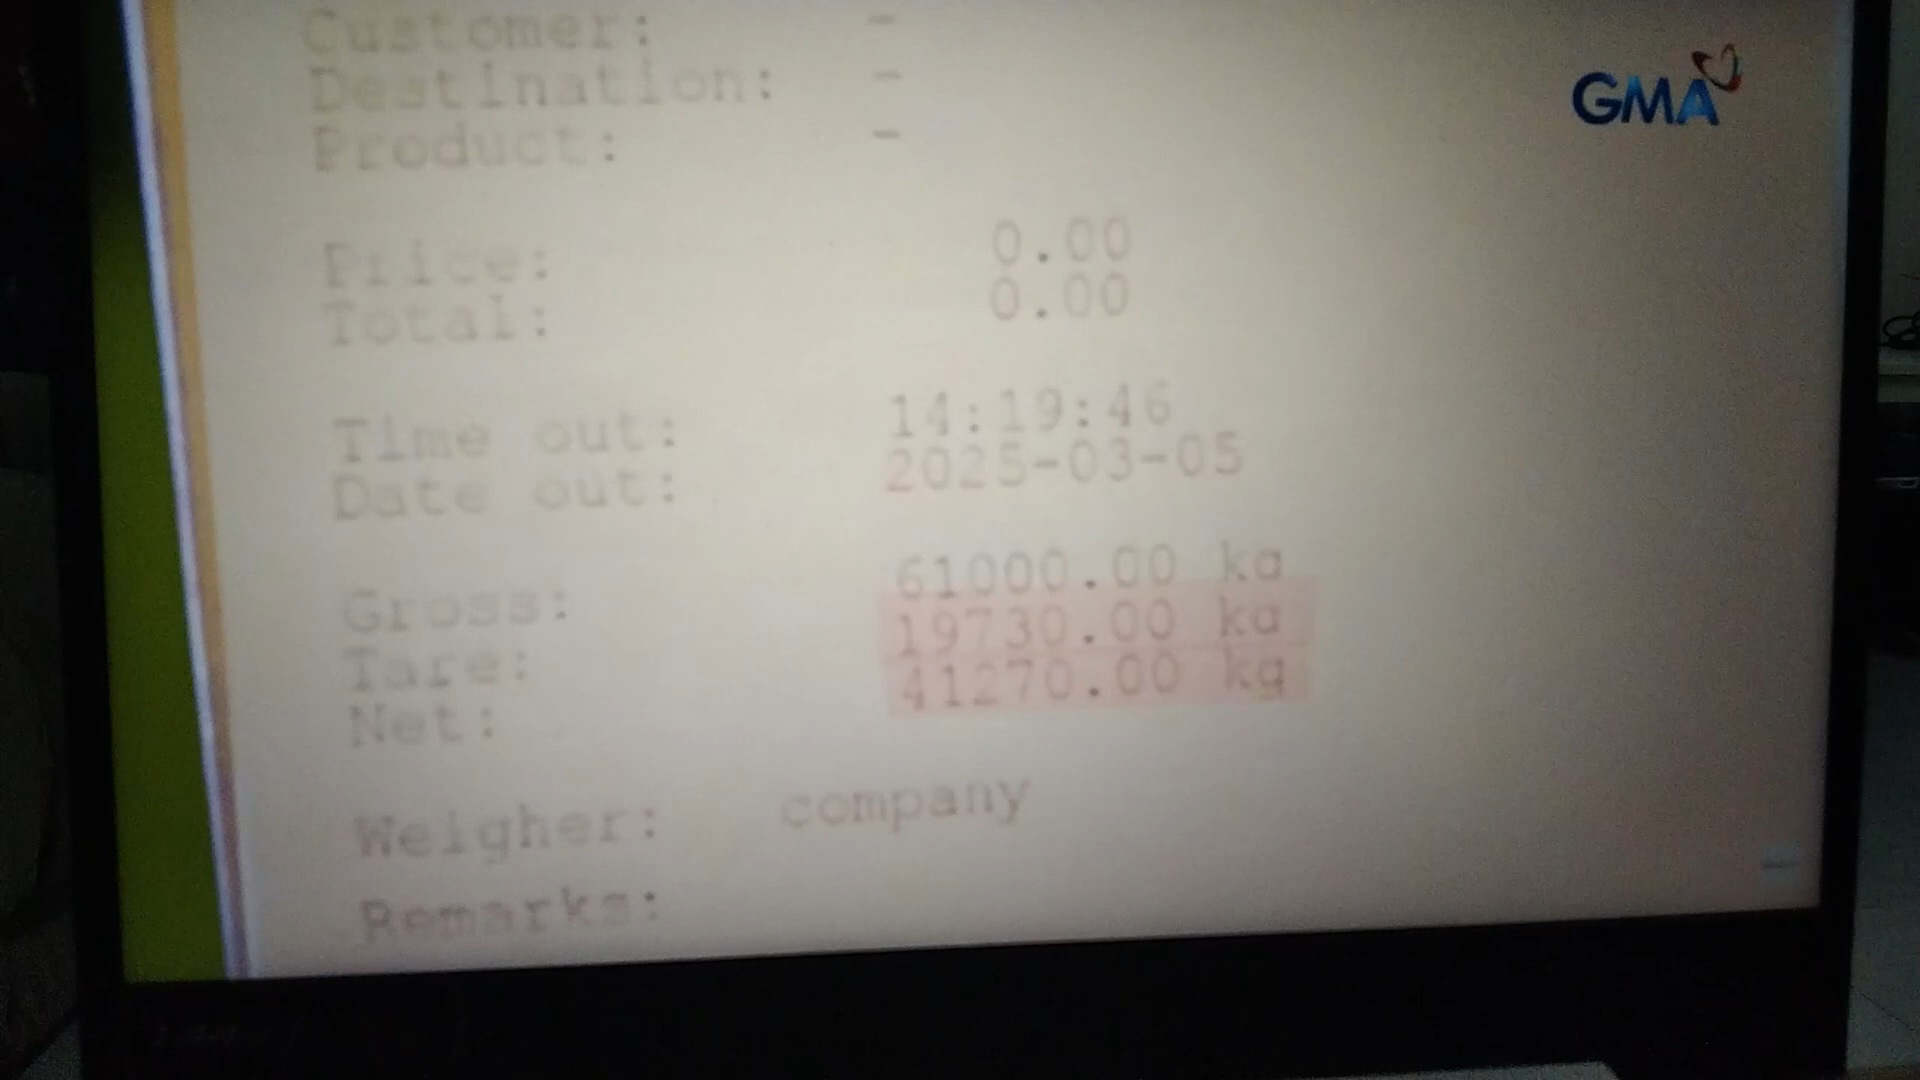 Customer: -
GMA
Destination: -
Product: -
Price: 0.00
Total: 0.00
Time out: 14:19:46
Date out: 2025-03-05
Gross: 61000.00 kg
Tare: 19730.00 kg
Net: 41270.00 kg
Weigher: company
Remarks: